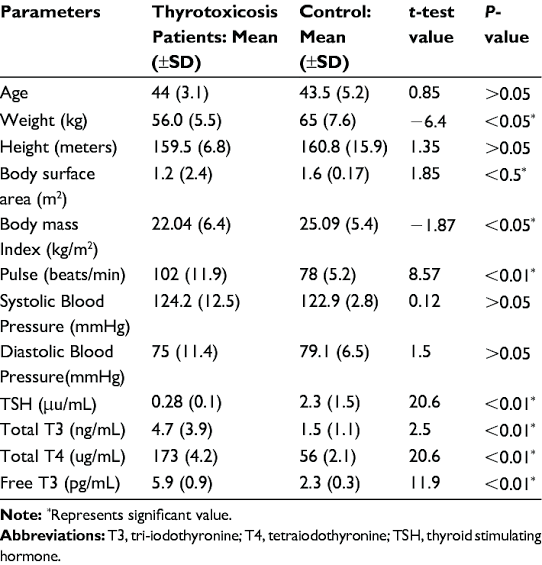 Parameters Thyrotoxicosis Control: t-test P-
Patients: Mean Mean value value
(±SD) (±SD)
Age 44 (3.1) 43.5 (5.2) 0.85 >0.05
Weight (kg) 56.0 (5.5) 65 (7.6) −6.4 <0.05*
Height (meters) 159.5 (6.8) 160.8 (15.9) 1.35 >0.05
Body surface 1.2 (2.4) 1.6 (0.17) 1.85 <0.5*
area (m²)
Body mass 22.04 (6.4) 25.09 (5.4) −1.87 <0.05*
Index (kg/m²)
Pulse (beats/min) 102 (11.9) 78 (5.2) 8.57 <0.01*
Systolic Blood 124.2 (12.5) 122.9 (2.8) 0.12 >0.05
Pressure (mmHg)
Diastolic Blood 75 (11.4) 79.1 (6.5) 1.5 >0.05
Pressure(mmHg)
TSH (μu/mL) 0.28 (0.1) 2.3 (1.5) 20.6 <0.01*
Total T3 (ng/mL) 4.7 (3.9) 1.5 (1.1) 2.5 <0.01*
Total T4 (ug/mL) 173 (4.2) 56 (2.1) 20.6 <0.01*
Free T3 (pg/mL) 5.9 (0.9) 2.3 (0.3) 11.9 <0.01*
Note: *Represents significant value.
Abbreviations: T3, tri-iodothyronine; T4, tetraiodothyronine; TSH, thyroid stimulating
hormone.